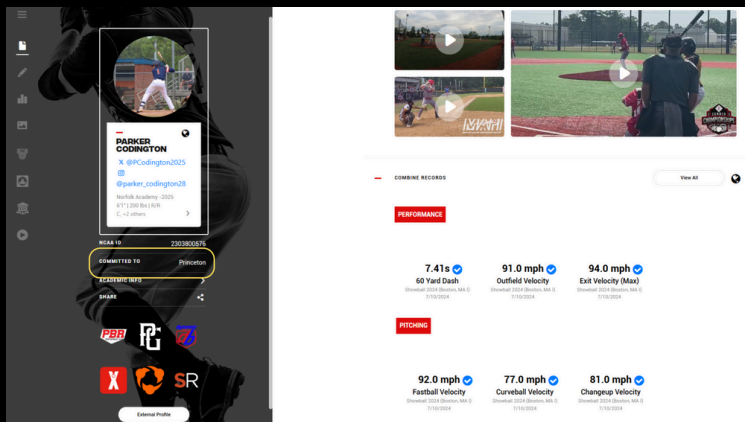 PARKER
CODINGTON
X @PCodington2025
@parker_codington28
Norfolk Academy · 2025
6'1" | 200 lbs | R/R
C, +2 others
NCAA ID 2303800576
COMMITTED TO Princeton
ACADEMIC INFO
SHARE
PBR
PG
X
SR
External Profile
CHAMPIONSHIPS
COMBINE RECORDS
View All
PERFORMANCE
7.41s 91.0 mph 94.0 mph
60 Yard Dash Outfield Velocity Exit Velocity (Max)
Showball 2024 (Boston, MA I) Showball 2024 (Boston, MA I) Showball 2024 (Boston, MA I)
7/10/2024 7/10/2024 7/10/2024
PITCHING
92.0 mph 77.0 mph 81.0 mph
Fastball Velocity Curveball Velocity Changeup Velocity
Showball 2024 (Boston, MA I) Showball 2024 (Boston, MA I) Showball 2024 (Boston, MA I)
7/10/2024 7/10/2024 7/10/2024